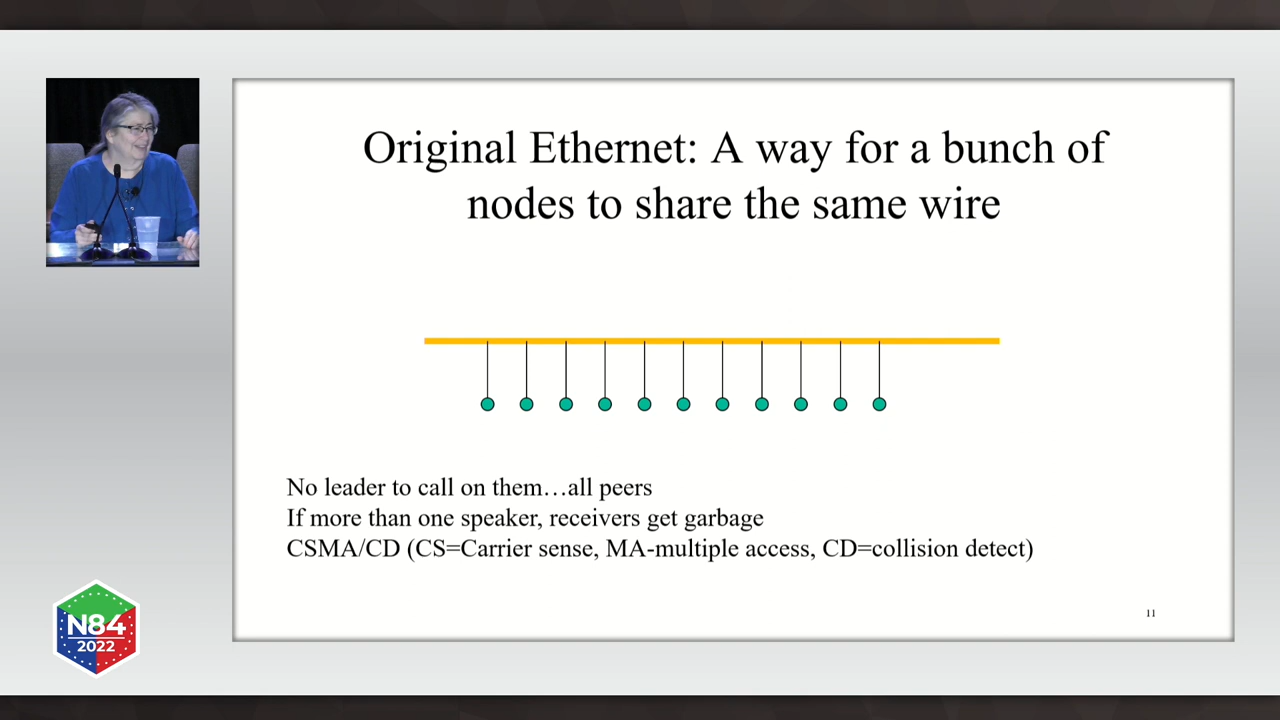 Original Ethernet: A way for a bunch of
nodes to share the same wire
No leader to call on them…all peers
If more than one speaker, receivers get garbage
CSMA/CD (CS=Carrier sense, MA-multiple access, CD=collision detect)
11
N84
2022